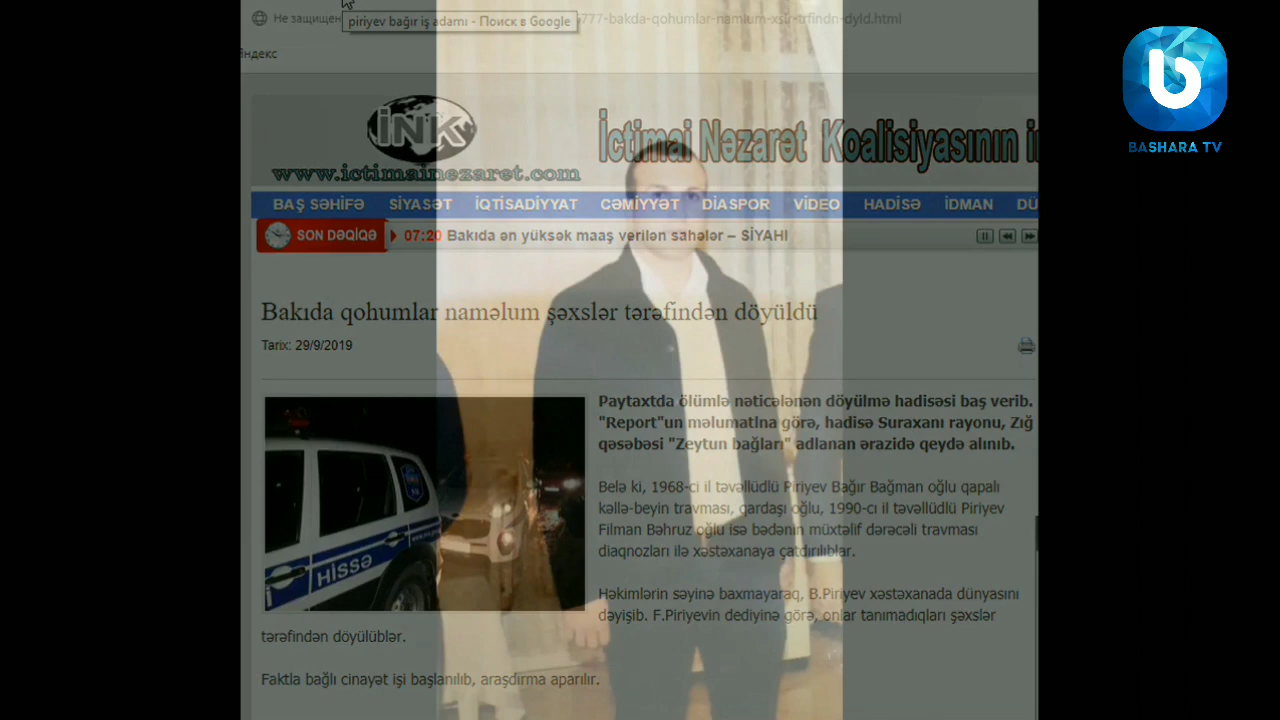 Не защищен
piriyev bağır iş adamı - Поиск в Google
777-bakda-qohumlar-namlum-xslr-trfindn-dyld.html
Яндекс
b
BASHARA TV
İNK
www.ictimainezaret.com
İctimai Nəzarət Koalisiyasının i
BAŞ SƏHİFƏ SİYASƏT İQTİSADİYYAT CƏMİYYƏT DİASPOR VİDEO HADİSƏ İDMAN DÜ
SON DƏQİQƏ 07:20 Bakıda ən yüksək maaş verilən sahələr – SİYAHI
Bakıda qohumlar naməlum şəxslər tərəfindən döyüldü
Tarix: 29/9/2019
HİSSƏ
Paytaxtda ölümlə nəticələnən döyülmə hadisəsi baş verib.
"Report"un məlumatına görə, hadisə Suraxanı rayonu, Zığ
qəsəbəsi "Zeytun bağları" adlanan ərazidə qeydə alınıb.
Belə ki, 1968-ci il təvəllüdlü Piriyev Bağır Bağman oğlu qapalı
kəllə-beyin travması, qardaşı oğlu, 1990-cı il təvəllüdlü Piriyev
Filman Bəhruz oğlu isə bədənin müxtəlif dərəcəli travması
diaqnozları ilə xəstəxanaya çatdırılıblar.
Həkimlərin səyinə baxmayaraq, B.Piriyev xəstəxanada dünyasını
dəyişib. F.Piriyevin dediyinə görə, onlar tanımadıqları şəxslər
tərəfindən döyülüblər.
Faktla bağlı cinayət işi başlanılıb, araşdırma aparılır.